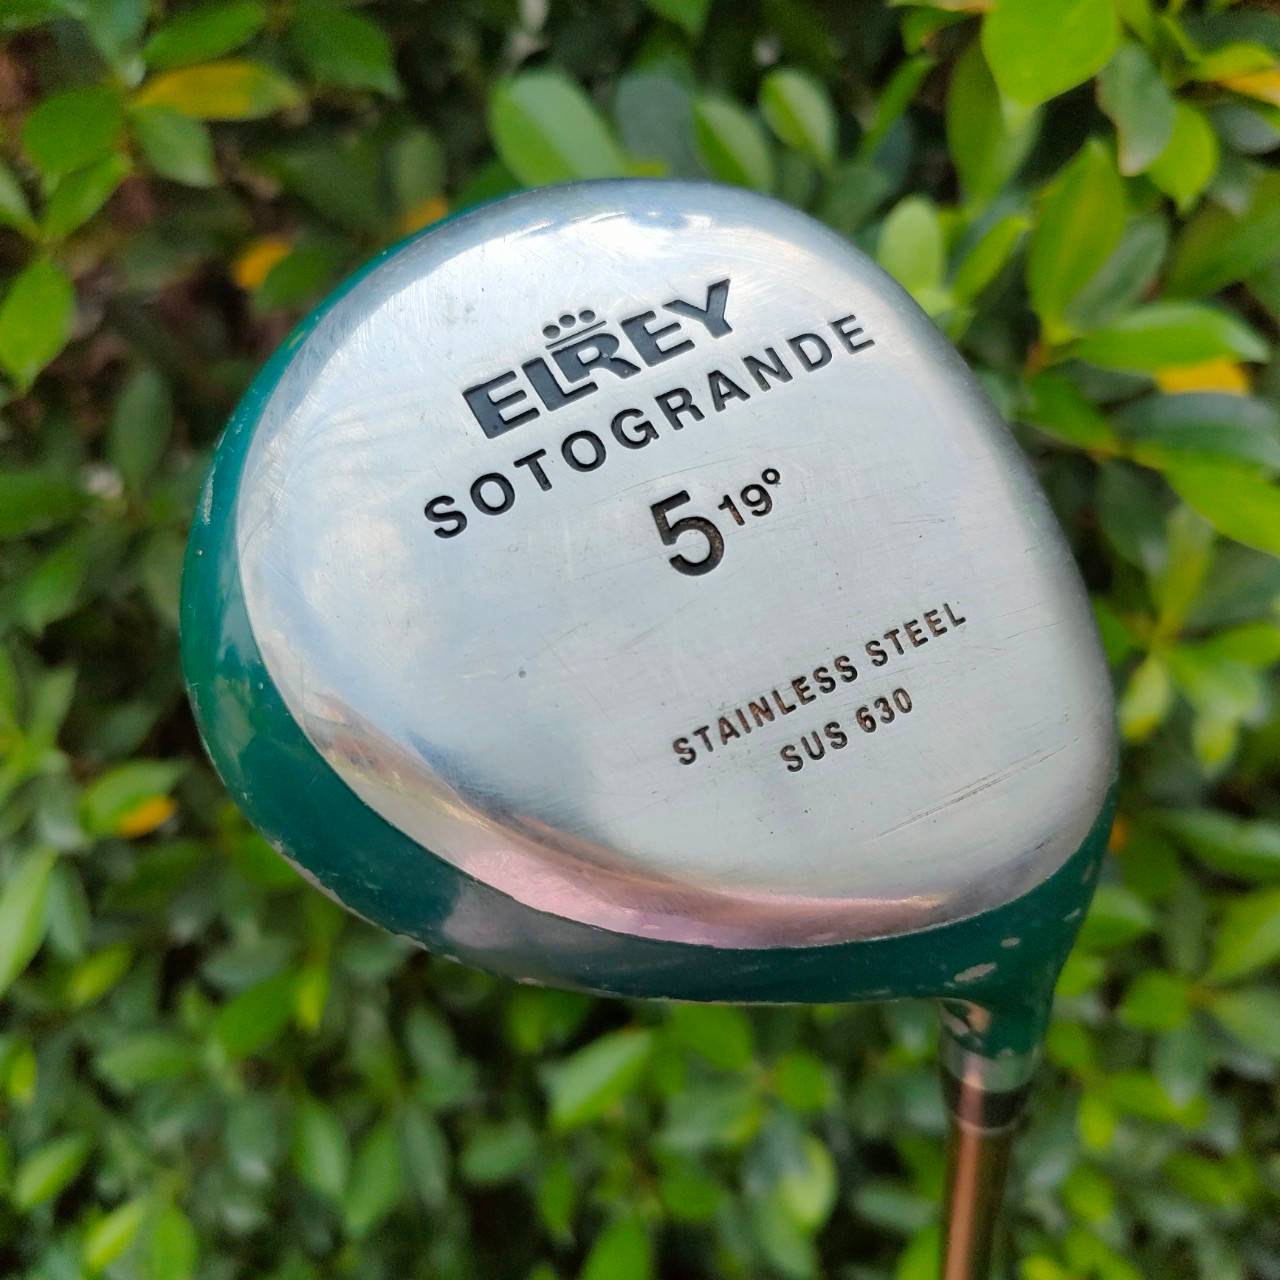 ELREY
SOTOGRANDE
5 19°
STAINLESS STEEL
SUS 630